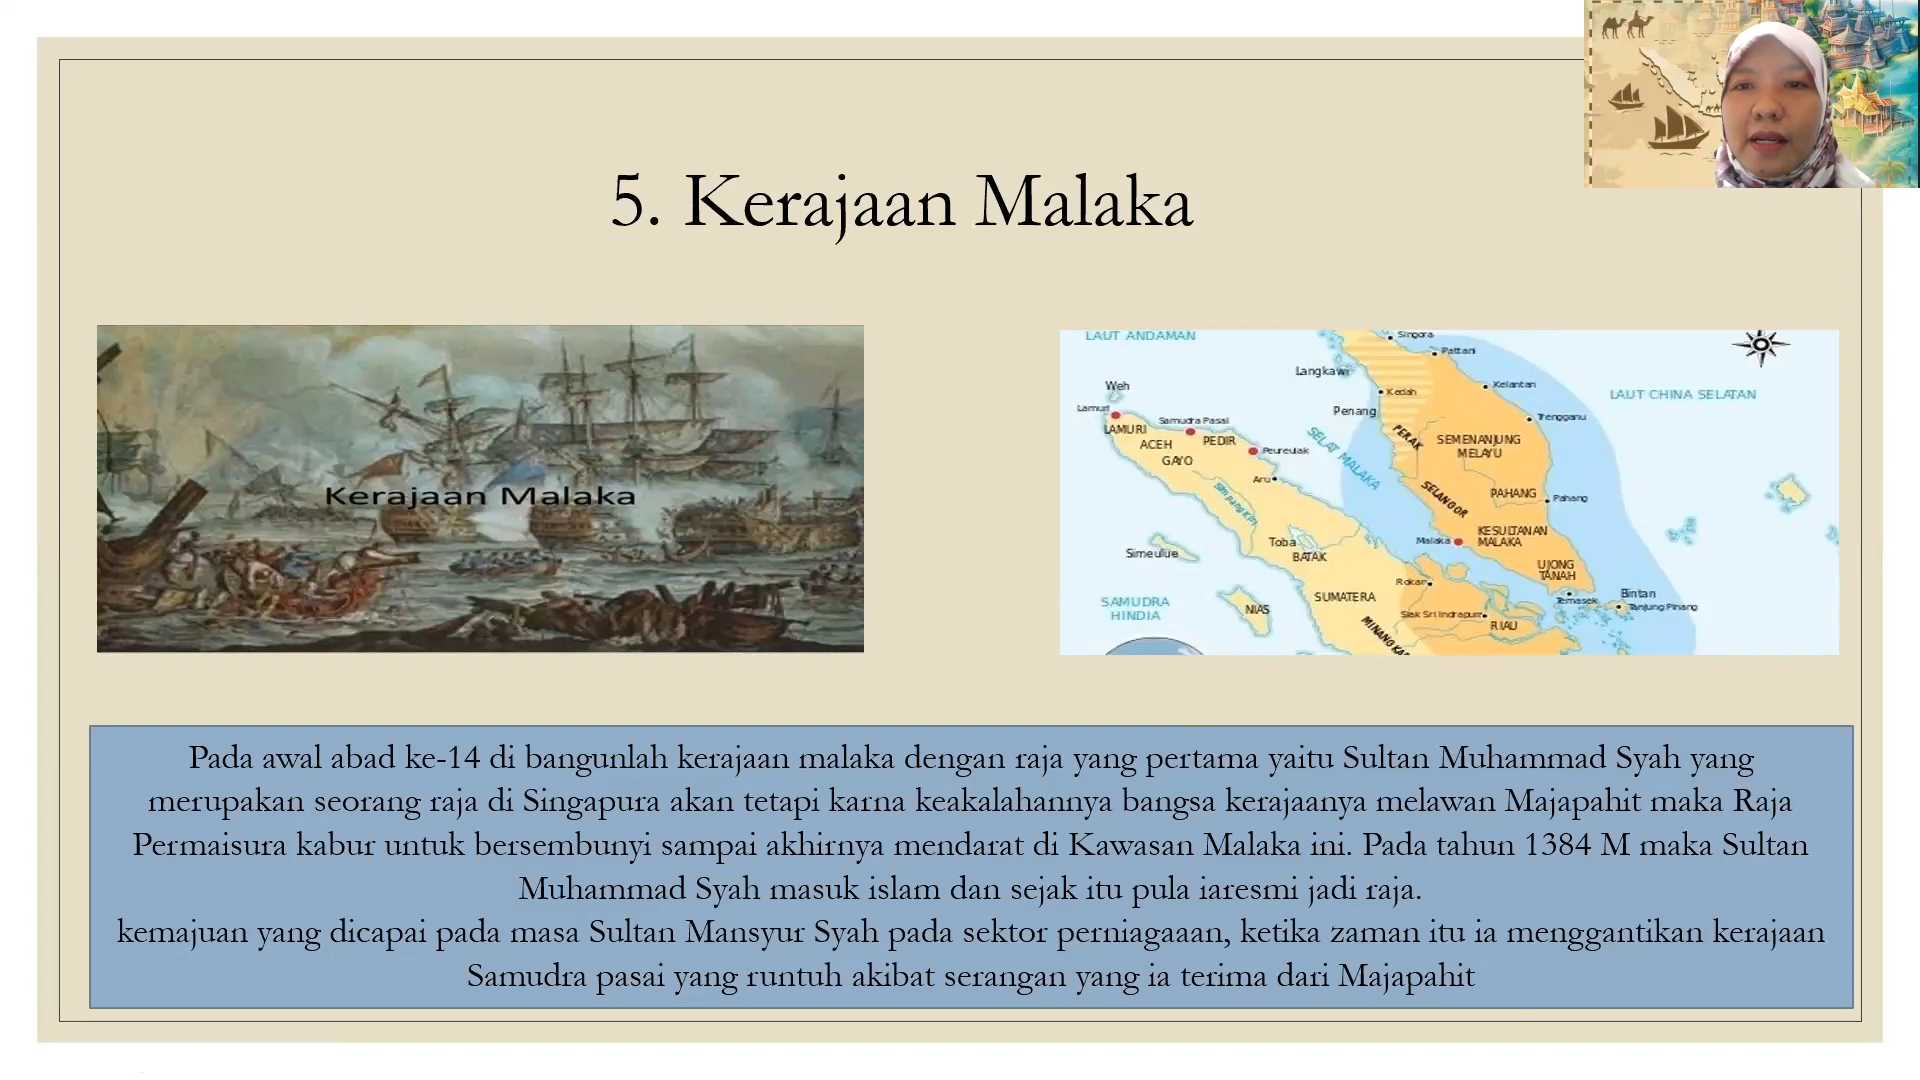 5. Kerajaan Malaka
Kerajaan Malaka
LAUT ANDAMAN
Singora
Pattani
Langkawi
Kedah
Kelantan
LAUT CHINA SELATAN
Weh
Lamuri
Penang
Trengganu
Samudra Pasai
LAMURI
ACEH
PEDIR
GAYO
Peureulak
SELAT MALAKA
PERAK
SEMENANJUNG
MELAYU
Aru
SELANGOR
PAHANG
Pahang
Simeulue
Toba
BATAK
Malaka
KESULTANAN
MALAKA
UJONG
TANAH
Rokan
SAMUDRA
HINDIA
NIAS
SUMATERA
Temasek
Bintan
Tanjung Pinang
Siak Sri Indrapura
RIAU
Pada awal abad ke-14 di bangunlah kerajaan malaka dengan raja yang pertama yaitu Sultan Muhammad Syah yang
merupakan seorang raja di Singapura akan tetapi karna keakalahannya bangsa kerajaanya melawan Majapahit maka Raja
Permaisura kabur untuk bersembunyi sampai akhirnya mendarat di Kawasan Malaka ini. Pada tahun 1384 M maka Sultan
Muhammad Syah masuk islam dan sejak itu pula iaresmi jadi raja.
kemajuan yang dicapai pada masa Sultan Mansyur Syah pada sektor perniagaaan, ketika zaman itu ia menggantikan kerajaan
Samudra pasai yang runtuh akibat serangan yang ia terima dari Majapahit